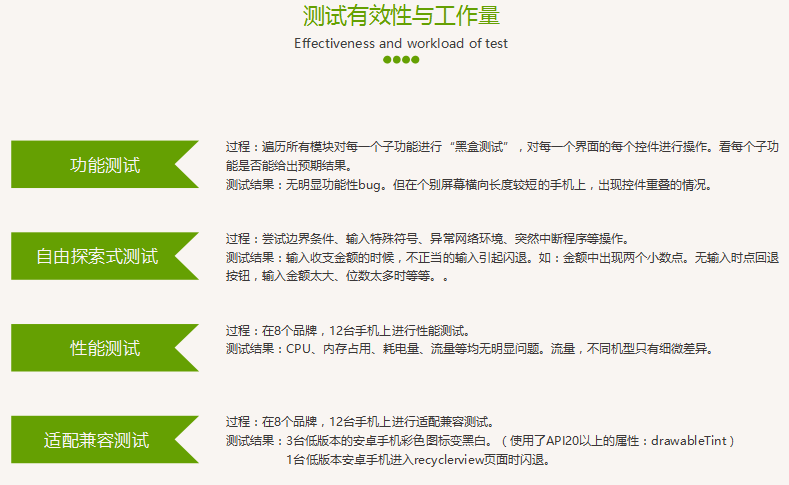 测试有效性与工作量
Effectiveness and workload of test
功能测试
过程：遍历所有模块对每一个子功能进行“黑盒测试”，对每一个界面的每个控件进行操作。看每个子功
能是否能给出预期结果。
测试结果：无明显功能性bug。但在个别屏幕横向长度较短的手机上，出现控件重叠的情况。
自由探索式测试
过程：尝试边界条件、输入特殊符号、异常网络环境、突然中断程序等操作。
测试结果：输入收支金额的时候，不正当的输入引起闪退。如：金额中出现两个小数点。无输入时点回退
按钮，输入金额太大、位数太多时等等。。
性能测试
过程：在8个品牌，12台手机上进行性能测试。
测试结果：CPU、内存占用、耗电量、流量等均无明显问题。流量，不同机型只有细微差异。
适配兼容测试
过程：在8个品牌，12台手机上进行适配兼容测试。
测试结果：3台低版本的安卓手机彩色图标变黑白。（使用了API20以上的属性：drawableTint）
1台低版本安卓手机进入recyclerview页面时闪退。